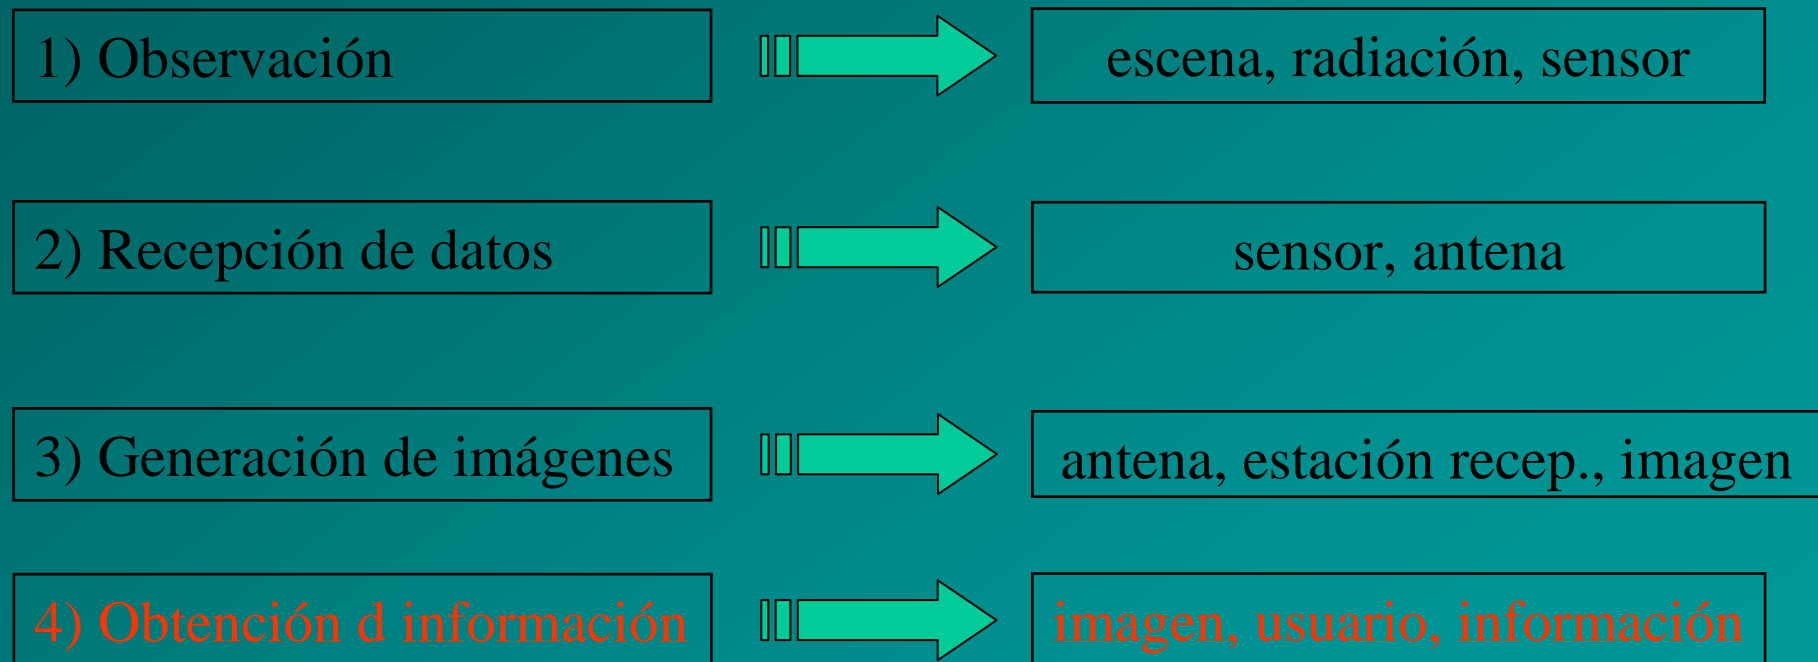 1) Observación
escena, radiación, sensor
2) Recepción de datos
sensor, antena
3) Generación de imágenes
antena, estación recep., imagen
4) Obtención d información
imagen, usuario, información